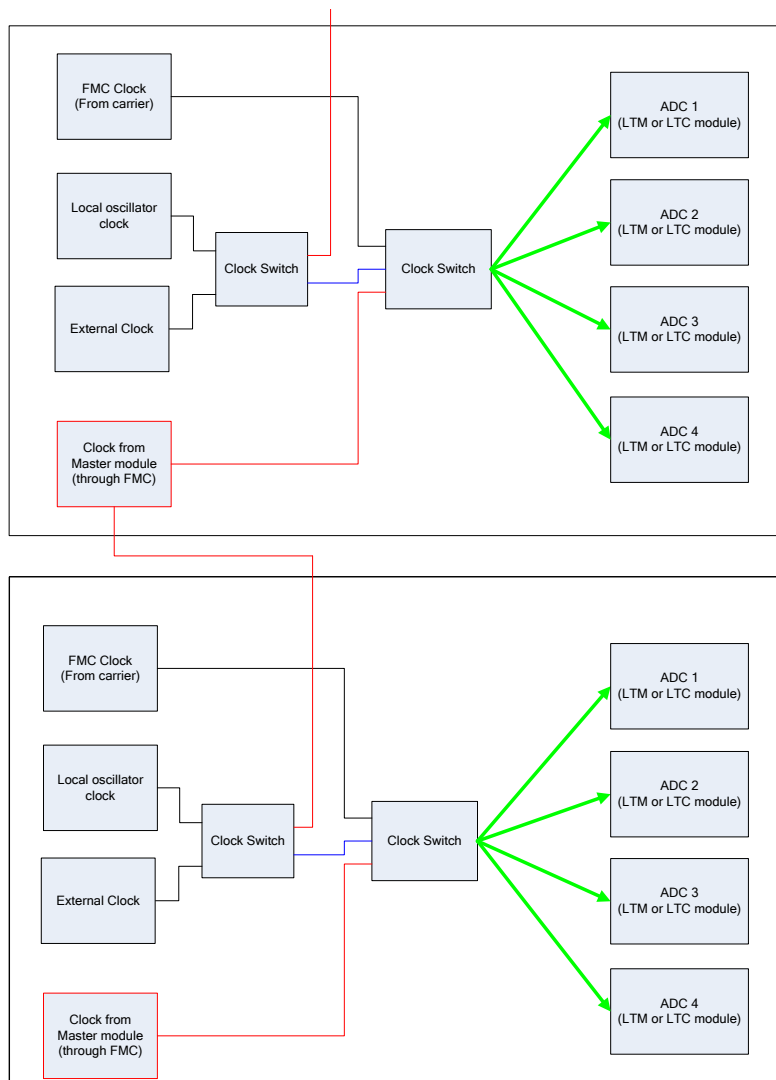 FMC Clock
(From carrier)
ADC 1
(LTM or LTC module)
Local oscillator
clock
ADC 2
(LTM or LTC module)
Clock Switch
Clock Switch
External Clock
ADC 3
(LTM or LTC module)
Clock from
Master module
(through FMC)
ADC 4
(LTM or LTC module)
FMC Clock
(From carrier)
ADC 1
(LTM or LTC module)
Local oscillator
clock
ADC 2
(LTM or LTC module)
Clock Switch
Clock Switch
External Clock
ADC 3
(LTM or LTC module)
Clock from
Master module
(through FMC)
ADC 4
(LTM or LTC module)